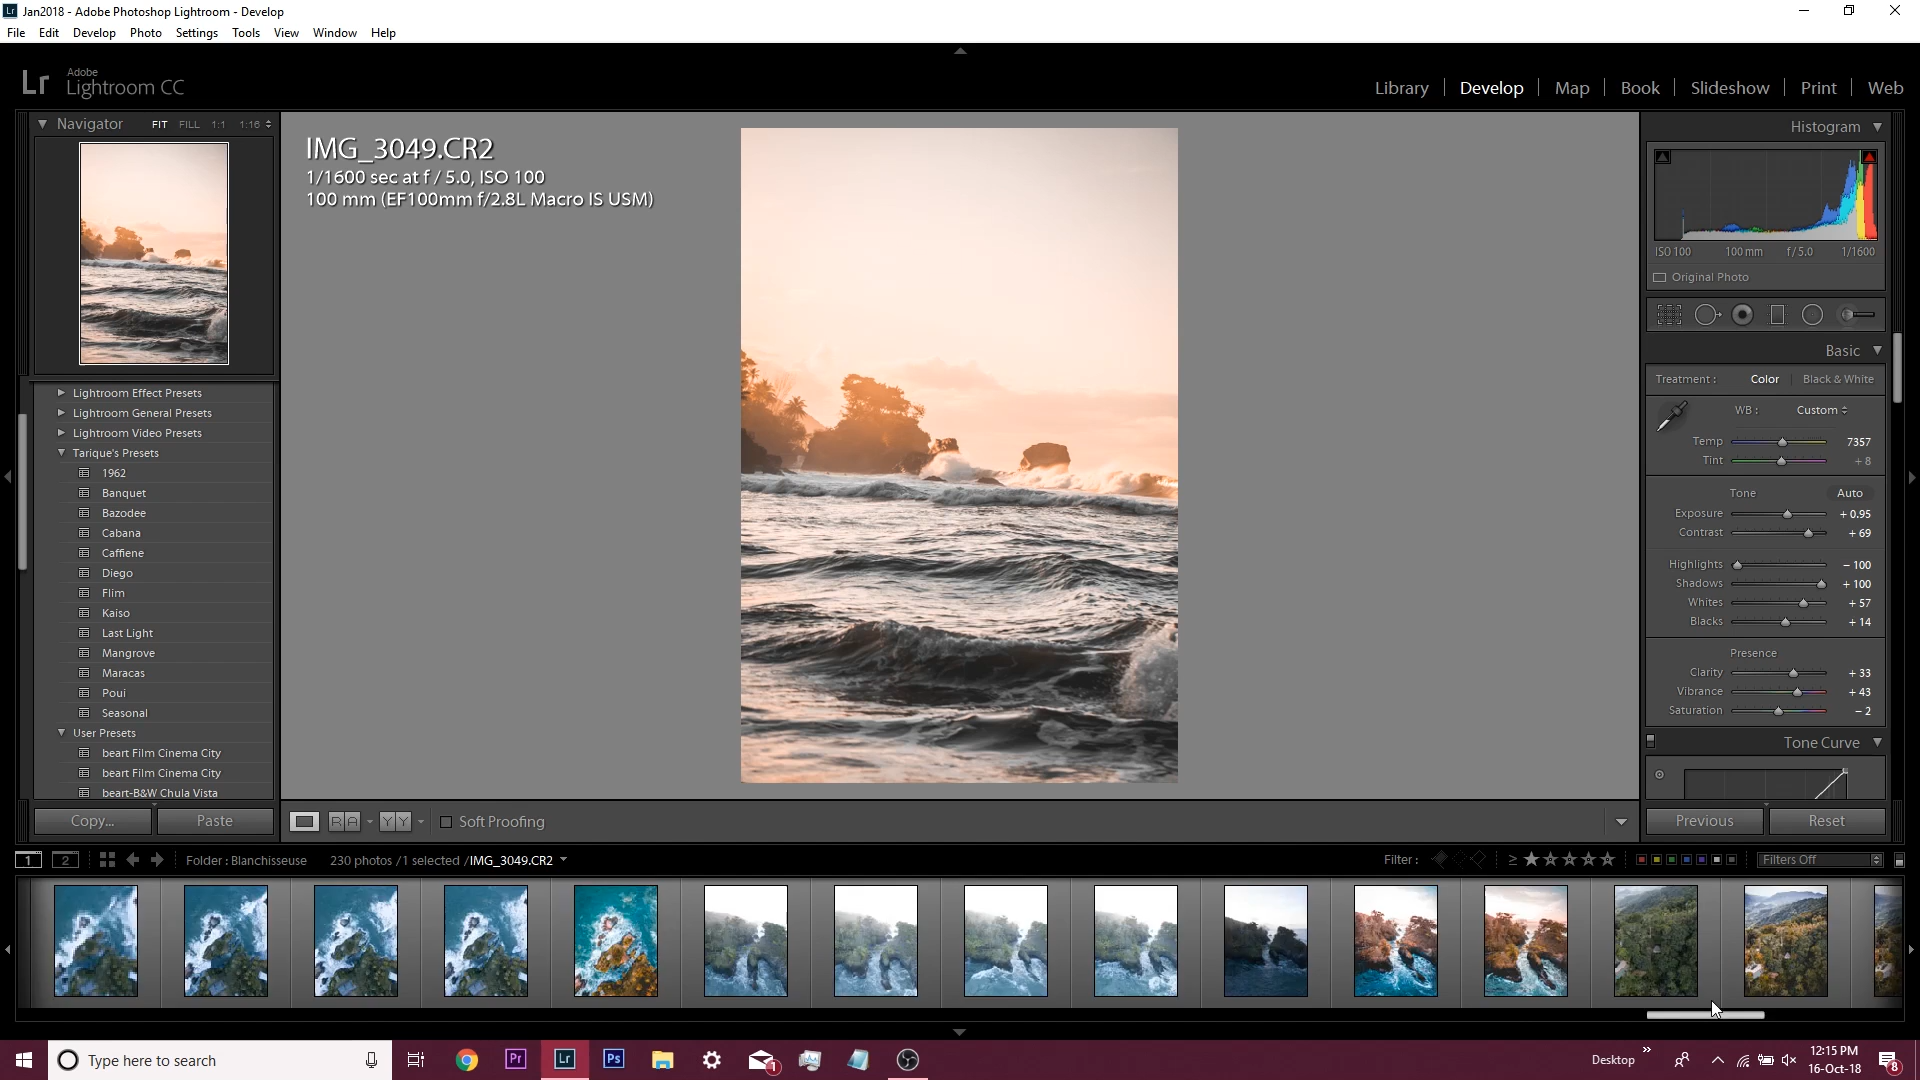 Lr Jan2018 - Adobe Photoshop Lightroom - Develop
File Edit Develop Photo Settings Tools View Window Help
Lr Adobe
Lightroom CC
Library Develop Map Book Slideshow Print Web
Navigator FIT FILL 1:1 1:16
IMG_3049.CR2
1/1600 sec at f / 5.0, ISO 100
100 mm (EF100mm f/2.8L Macro IS USM)
Lightroom Effect Presets
Lightroom General Presets
Lightroom Video Presets
Tarique's Presets
1962
Banquet
Bazodee
Cabana
Caffiene
Diego
Flim
Kaiso
Last Light
Mangrove
Maracas
Poui
Seasonal
User Presets
beart Film Cinema City
beart Film Cinema City
beart-B&W Chula Vista
Copy... Paste
Histogram
ISO 100 100 mm f / 5.0 1/1600
Original Photo
Basic
Treatment : Color Black & White
WB : Custom
Temp 7357
Tint + 8
Tone Auto
Exposure + 0.95
Contrast + 69
Highlights - 100
Shadows + 100
Whites + 57
Blacks + 14
Presence
Clarity + 33
Vibrance + 43
Saturation - 2
Tone Curve
Previous Reset
R A Y Y Soft Proofing
1 2 Folder : Blanchisseuse 230 photos / 1 selected / IMG_3049.CR2 Filter : ≥ Filters Off
Type here to search Pr Lr Ps 1 Desktop 12:15 PM
16-Oct-18 8